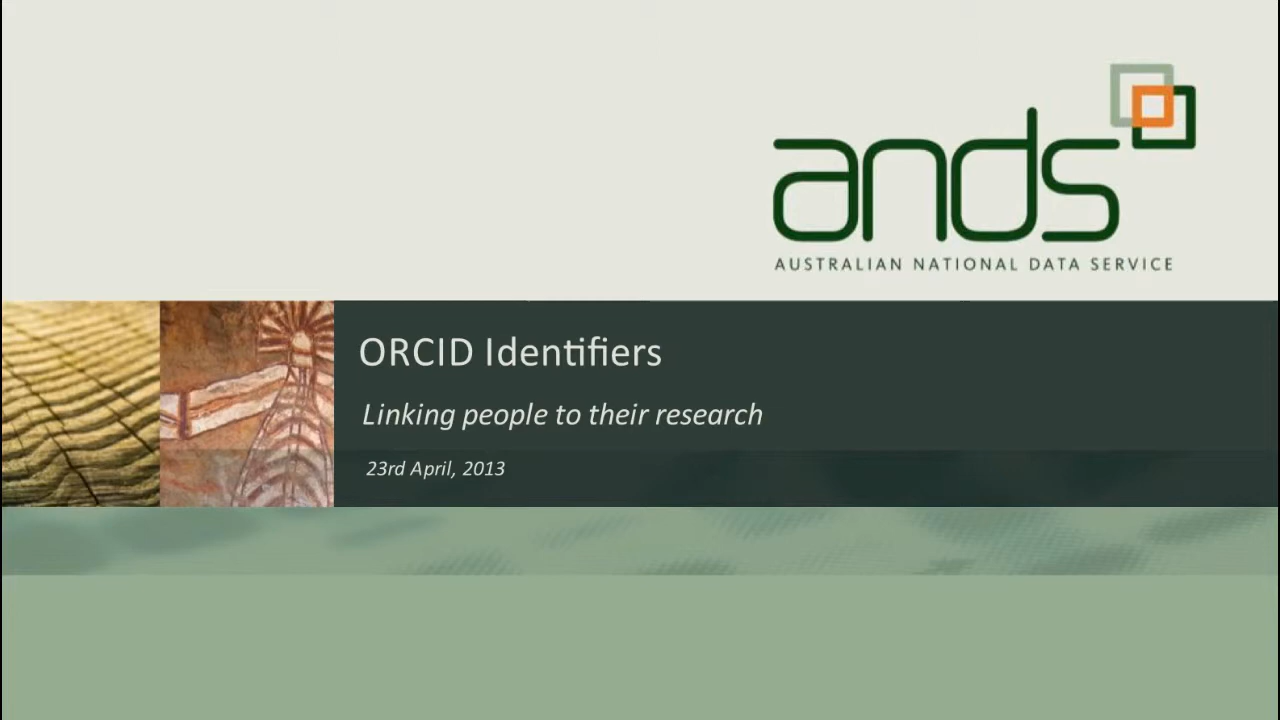 ands
AUSTRALIAN NATIONAL DATA SERVICE
ORCID Identifiers
Linking people to their research
23rd April, 2013